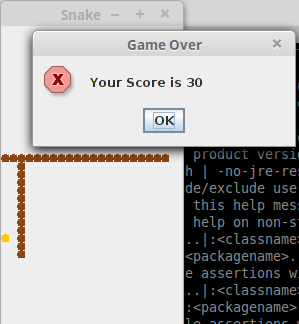 Snake
Game Over
Your Score is 30
OK
product versio
h | -no-jre-res
de/exclude use
this help mess
help on non-st
..|:<classname>
<packagename>.
e assertions wi
..|:<classname>
:<packagename>.
le assertions